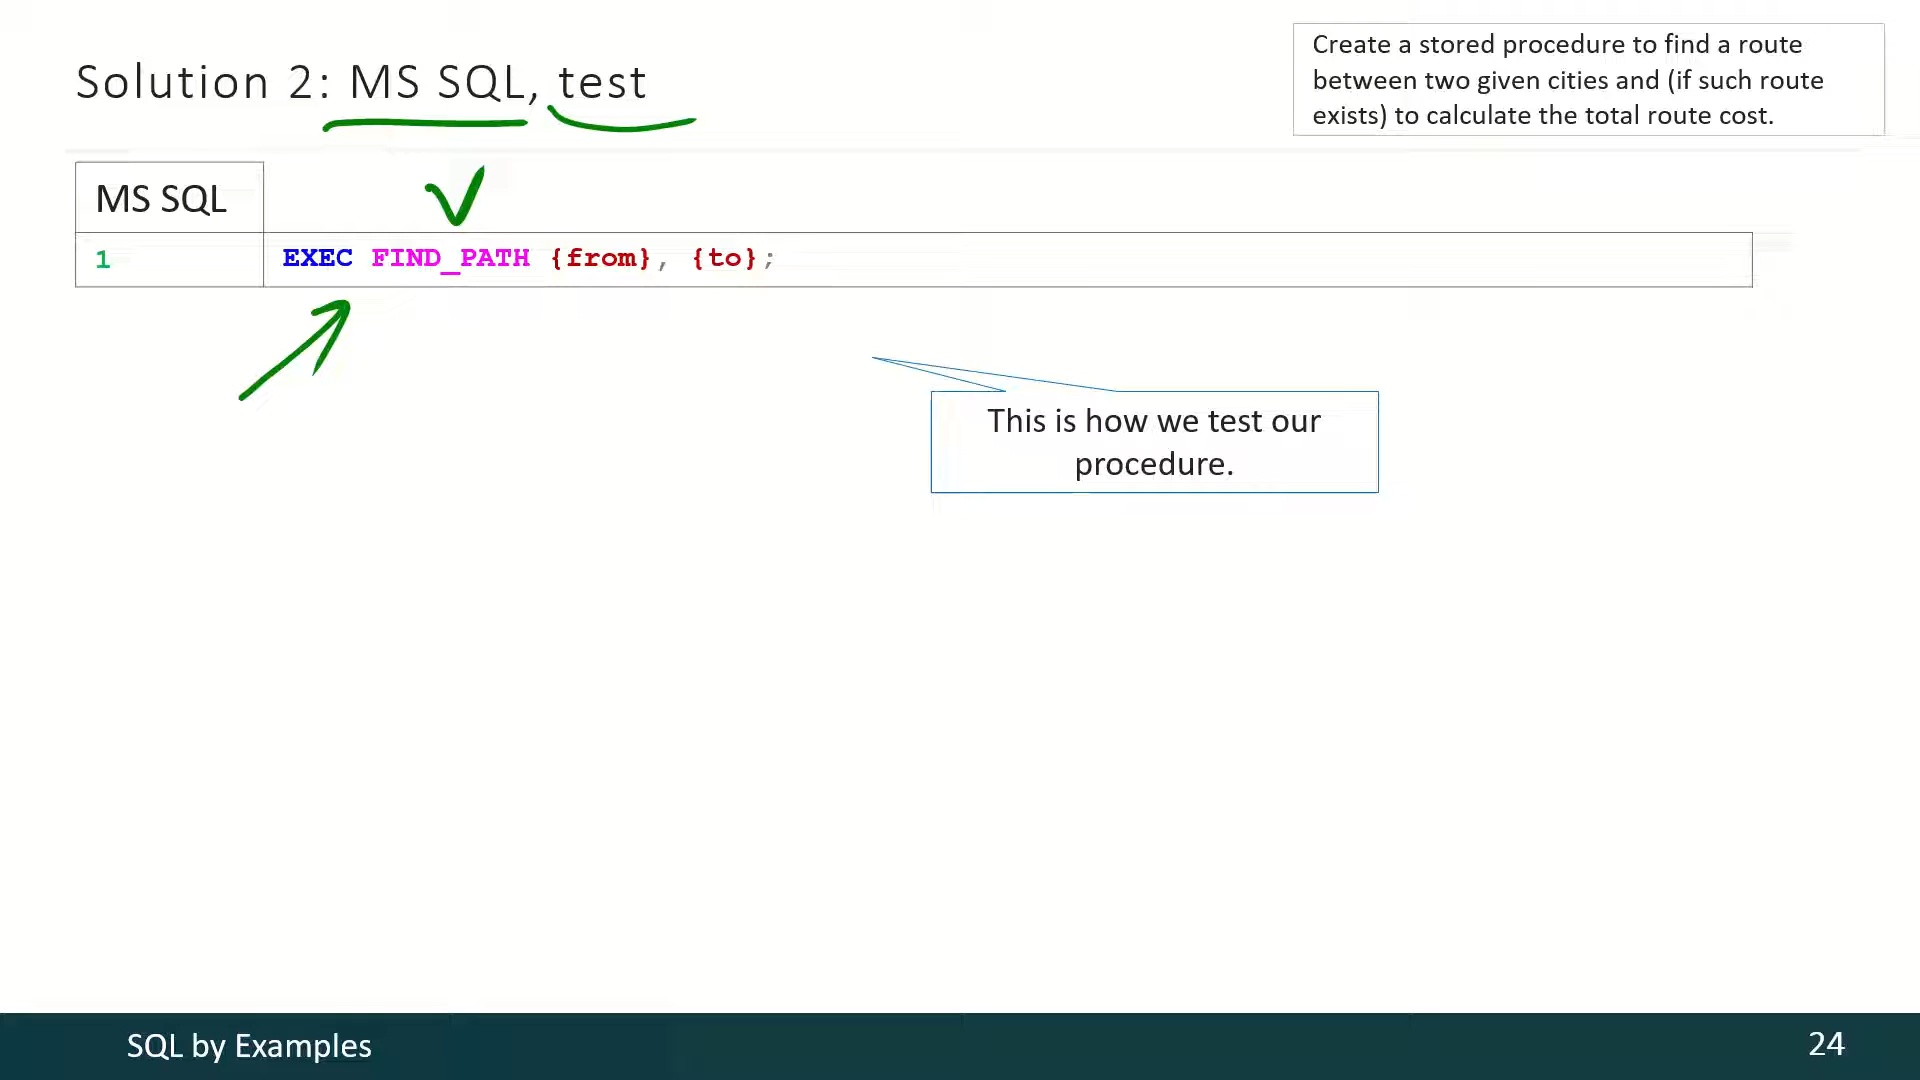 Solution 2: MS SQL, test
Create a stored procedure to find a route
between two given cities and (if such route
exists) to calculate the total route cost.
MS SQL
1
EXEC FIND_PATH {from}, {to};
This is how we test our
procedure.
SQL by Examples
24